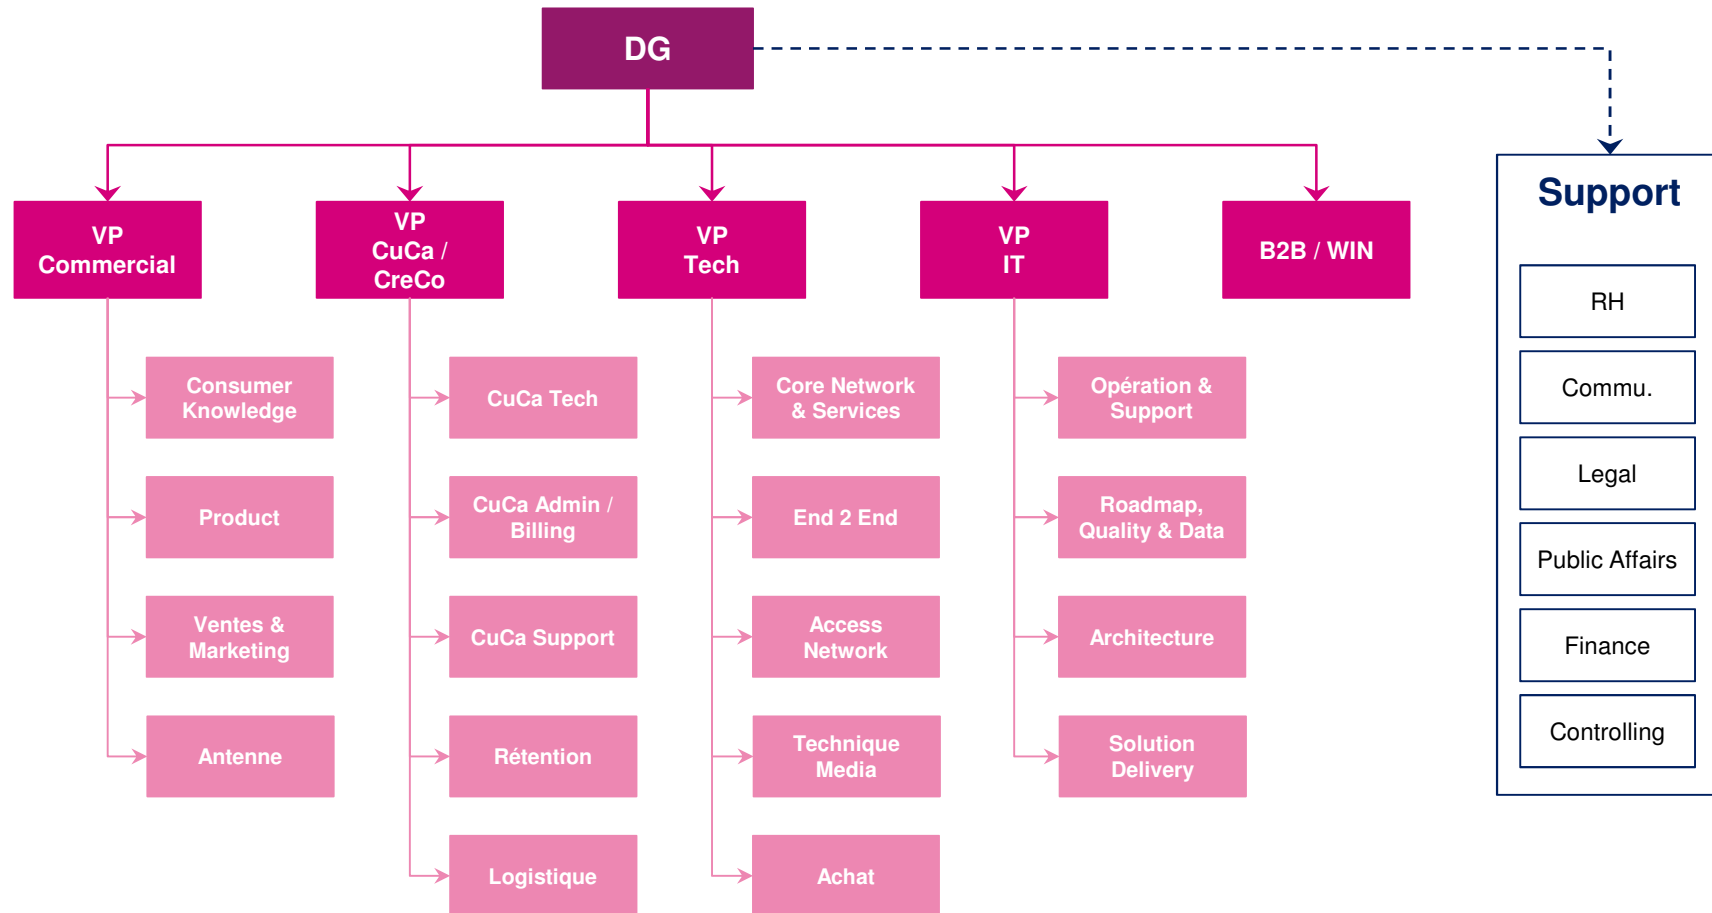 DG
VP
Commercial
VP
CuCa /
CreCo
VP
Tech
VP
IT
B2B / WIN
Support
Consumer
Knowledge
Product
Ventes &
Marketing
Antenne
CuCa Tech
CuCa Admin /
Billing
CuCa Support
Rétention
Logistique
Core Network
& Services
End 2 End
Access
Network
Technique
Media
Achat
Opération &
Support
Roadmap,
Quality & Data
Architecture
Solution
Delivery
RH
Commu.
Legal
Public Affairs
Finance
Controlling